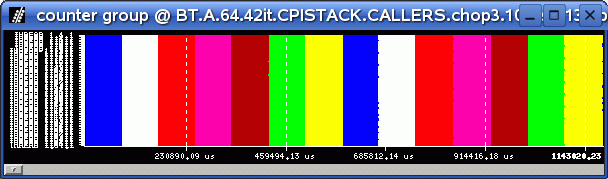 counter group @ BT.A.64.42it.CPISTACK.CALLERS.chop3.10
230890,09 us 459494,13 us 685812,14 us 914416,18 us 1143020,23